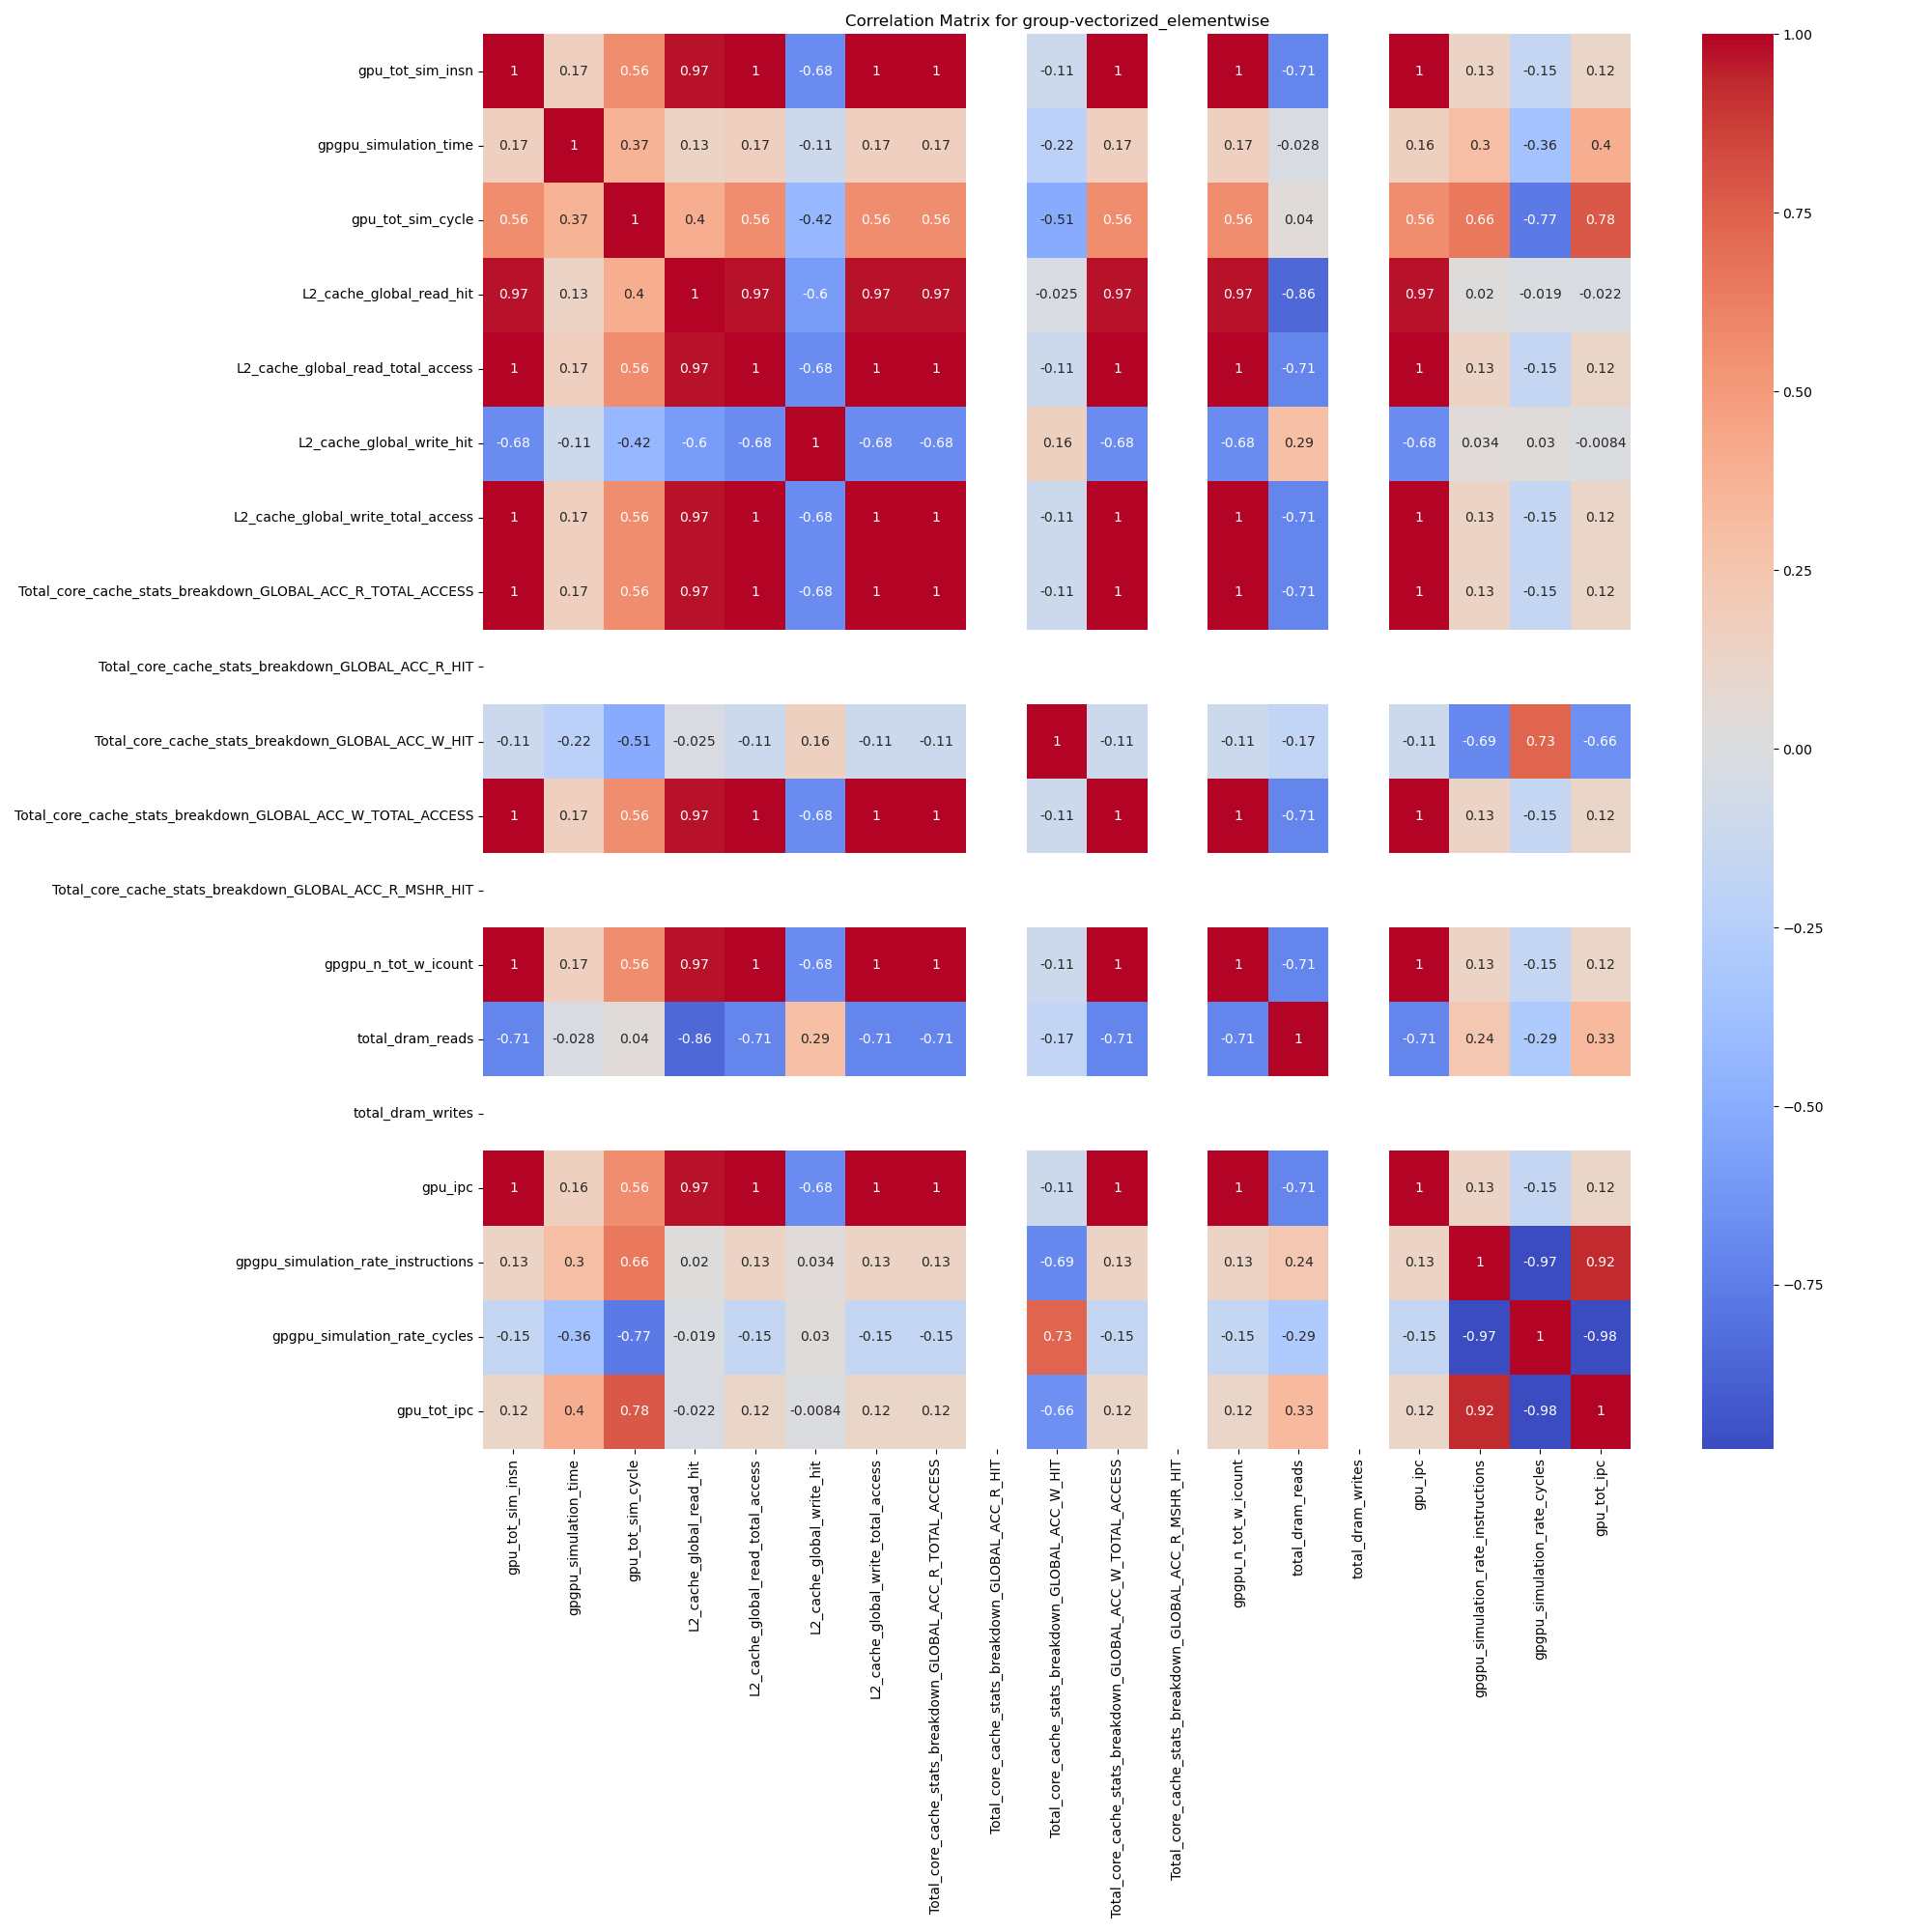 Correlation Matrix for group-vectorized_elementwise
gpu_tot_sim_insn 1 0.17 0.56 0.97 1 -0.68 1 1 -0.11 1 1 -0.71 1 0.13 -0.15 0.12
gpgpu_simulation_time 0.17 1 0.37 0.13 0.17 -0.11 0.17 0.17 -0.22 0.17 0.17 -0.028 0.16 0.3 -0.36 0.4
gpu_tot_sim_cycle 0.56 0.37 1 0.4 0.56 -0.42 0.56 0.56 -0.51 0.56 0.56 0.04 0.56 0.66 -0.77 0.78
L2_cache_global_read_hit 0.97 0.13 0.4 1 0.97 -0.6 0.97 0.97 -0.025 0.97 0.97 -0.86 0.97 0.02 -0.019 -0.022
L2_cache_global_read_total_access 1 0.17 0.56 0.97 1 -0.68 1 1 -0.11 1 1 -0.71 1 0.13 -0.15 0.12
L2_cache_global_write_hit -0.68 -0.11 -0.42 -0.6 -0.68 1 -0.68 -0.68 0.16 -0.68 -0.68 0.29 -0.68 0.034 0.03 -0.0084
L2_cache_global_write_total_access 1 0.17 0.56 0.97 1 -0.68 1 1 -0.11 1 1 -0.71 1 0.13 -0.15 0.12
Total_core_cache_stats_breakdown_GLOBAL_ACC_R_TOTAL_ACCESS 1 0.17 0.56 0.97 1 -0.68 1 1 -0.11 1 1 -0.71 1 0.13 -0.15 0.12
Total_core_cache_stats_breakdown_GLOBAL_ACC_R_HIT
Total_core_cache_stats_breakdown_GLOBAL_ACC_W_HIT -0.11 -0.22 -0.51 -0.025 -0.11 0.16 -0.11 -0.11 1 -0.11 -0.11 -0.17 -0.11 -0.69 0.73 -0.66
Total_core_cache_stats_breakdown_GLOBAL_ACC_W_TOTAL_ACCESS 1 0.17 0.56 0.97 1 -0.68 1 1 -0.11 1 1 -0.71 1 0.13 -0.15 0.12
Total_core_cache_stats_breakdown_GLOBAL_ACC_R_MSHR_HIT
gpgpu_n_tot_w_icount 1 0.17 0.56 0.97 1 -0.68 1 1 -0.11 1 1 -0.71 1 0.13 -0.15 0.12
total_dram_reads -0.71 -0.028 0.04 -0.86 -0.71 0.29 -0.71 -0.71 -0.17 -0.71 -0.71 1 -0.71 0.24 -0.29 0.33
total_dram_writes
gpu_ipc 1 0.16 0.56 0.97 1 -0.68 1 1 -0.11 1 1 -0.71 1 0.13 -0.15 0.12
gpgpu_simulation_rate_instructions 0.13 0.3 0.66 0.02 0.13 0.034 0.13 0.13 -0.69 0.13 0.13 0.24 0.13 1 -0.97 0.92
gpgpu_simulation_rate_cycles -0.15 -0.36 -0.77 -0.019 -0.15 0.03 -0.15 -0.15 0.73 -0.15 -0.15 -0.29 -0.15 -0.97 1 -0.98
gpu_tot_ipc 0.12 0.4 0.78 -0.022 0.12 -0.0084 0.12 0.12 -0.66 0.12 0.12 0.33 0.12 0.92 -0.98 1
gpu_tot_sim_insn
gpgpu_simulation_time
gpu_tot_sim_cycle
L2_cache_global_read_hit
L2_cache_global_read_total_access
L2_cache_global_write_hit
L2_cache_global_write_total_access
Total_core_cache_stats_breakdown_GLOBAL_ACC_R_TOTAL_ACCESS
Total_core_cache_stats_breakdown_GLOBAL_ACC_R_HIT
Total_core_cache_stats_breakdown_GLOBAL_ACC_W_HIT
Total_core_cache_stats_breakdown_GLOBAL_ACC_W_TOTAL_ACCESS
Total_core_cache_stats_breakdown_GLOBAL_ACC_R_MSHR_HIT
gpgpu_n_tot_w_icount
total_dram_reads
total_dram_writes
gpu_ipc
gpgpu_simulation_rate_instructions
gpgpu_simulation_rate_cycles
gpu_tot_ipc
1.00
0.75
0.50
0.25
0.00
−0.25
−0.50
−0.75